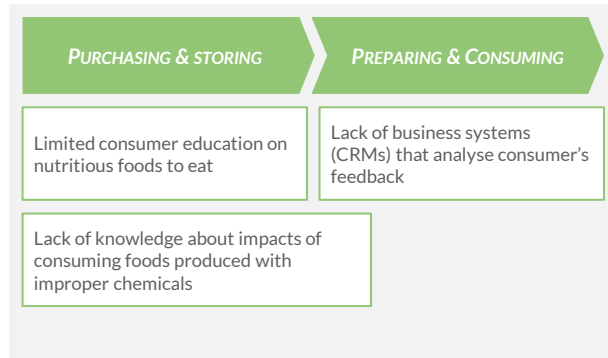 PURCHASING & STORING
PREPARING & CONSUMING
Limited consumer education on
nutritious foods to eat
Lack of business systems
(CRMs) that analyse consumer's
feedback
Lack of knowledge about impacts of
consuming foods produced with
improper chemicals